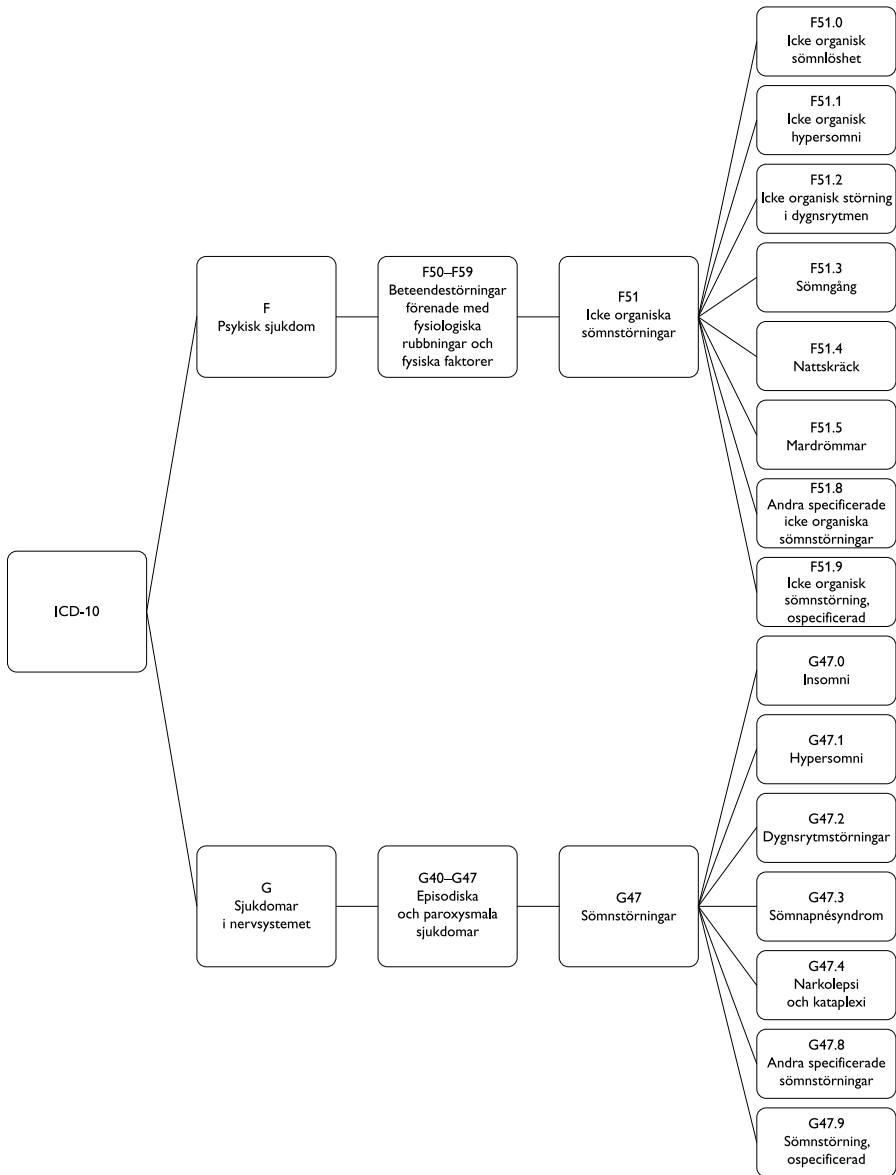 ICD-10
F
Psykisk sjukdom
F50–F59
Beteendestörningar
förenade med
fysiologiska
rubbningar och
fysiska faktorer
F51
Icke organiska
sömnstörningar
F51.0
Icke organisk
sömnlöshet
F51.1
Icke organisk
hypersomni
F51.2
Icke organisk störning
i dygnsrytmen
F51.3
Sömngång
F51.4
Nattskräck
F51.5
Mardrömmar
F51.8
Andra specificerade
icke organiska
sömnstörningar
F51.9
Icke organisk
sömnstörning,
ospecificerad
G
Sjukdomar
i nervsystemet
G40–G47
Episodiska
och paroxysmala
sjukdomar
G47
Sömnstörningar
G47.0
Insomni
G47.1
Hypersomni
G47.2
Dygnsrytmstörningar
G47.3
Sömnapnésyndrom
G47.4
Narkolepsi
och kataplexi
G47.8
Andra specificerade
sömnstörningar
G47.9
Sömnstörning,
ospecificerad